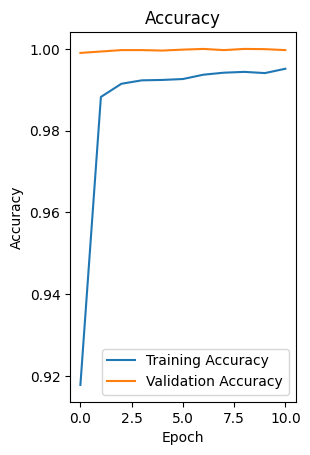 Accuracy
1.00
0.98
0.96
0.94
0.92
Accuracy
Training Accuracy
Validation Accuracy
0.0 2.5 5.0 7.5 10.0
Epoch